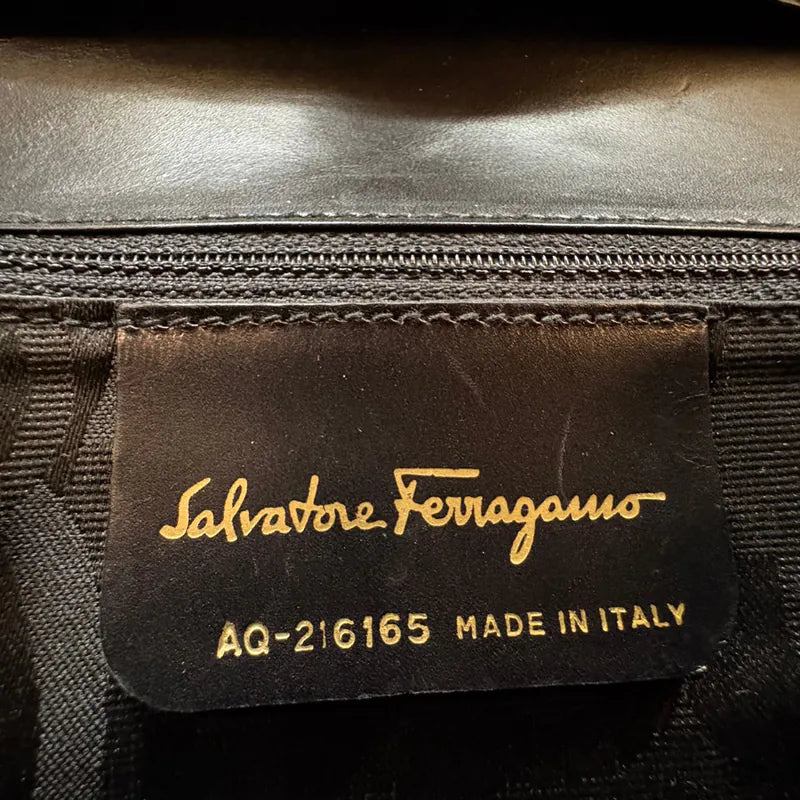 Salvatore Ferragamo
AQ-216165 MADE IN ITALY